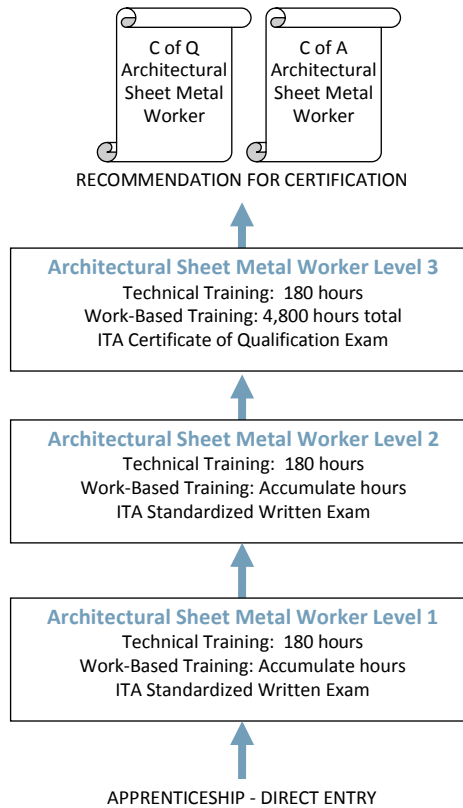 C of Q
Architectural
Sheet Metal
Worker
C of A
Architectural
Sheet Metal
Worker
RECOMMENDATION FOR CERTIFICATION
Architectural Sheet Metal Worker Level 3
Technical Training:  180 hours
Work-Based Training: 4,800 hours total
ITA Certificate of Qualification Exam
Architectural Sheet Metal Worker Level 2
Technical Training:  180 hours
Work-Based Training: Accumulate hours
ITA Standardized Written Exam
Architectural Sheet Metal Worker Level 1
Technical Training:  180 hours
Work-Based Training: Accumulate hours
ITA Standardized Written Exam
APPRENTICESHIP - DIRECT ENTRY